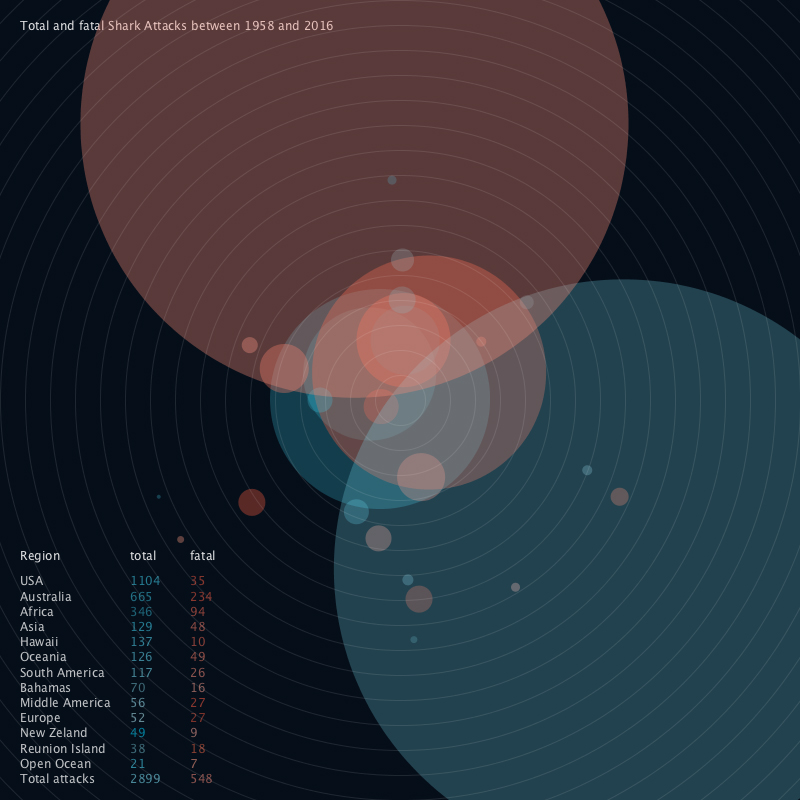 Total and fatal Shark Attacks between 1958 and 2016
Region total fatal
USA 1104 35
Australia 665 234
Africa 346 94
Asia 129 48
Hawaii 137 10
Oceania 126 49
South America 117 26
Bahamas 70 16
Middle America 56 27
Europe 52 27
New Zeland 49 9
Reunion Island 38 18
Open Ocean 21 7
Total attacks 2899 548